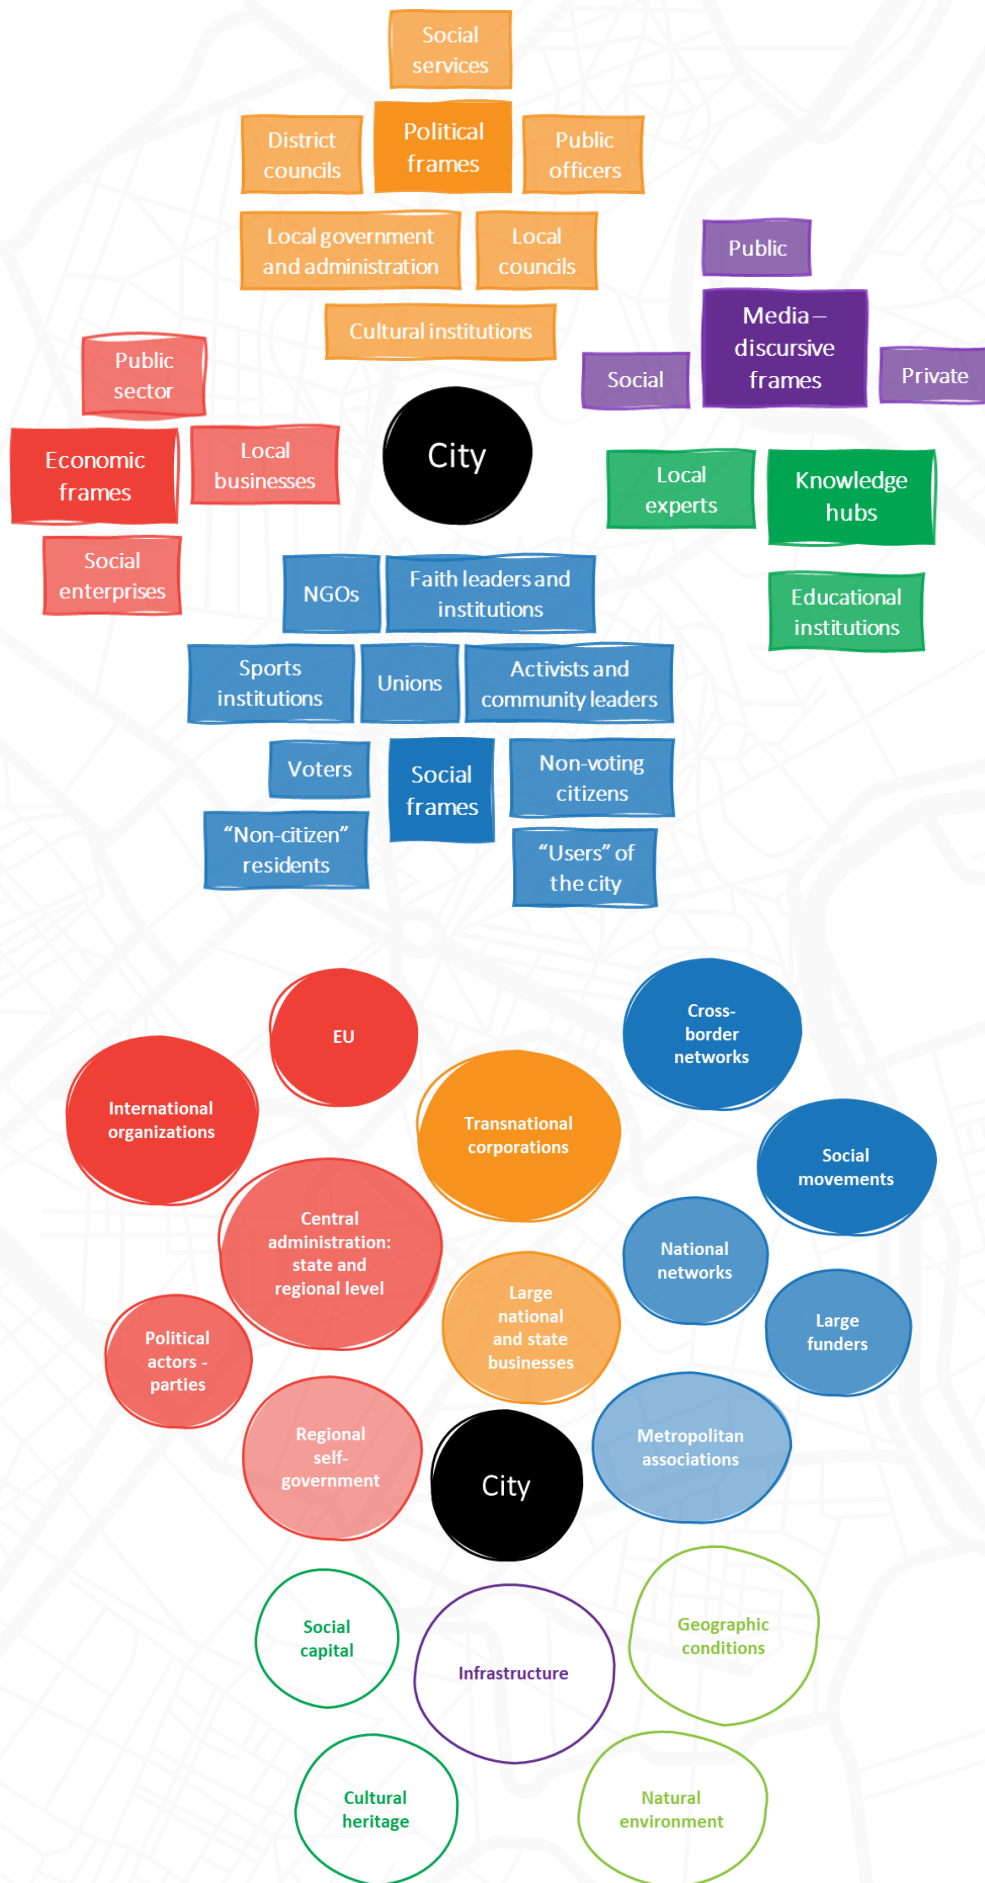 Social
services
District
councils
Political
frames
Public
officers
Local government
and administration
Local
councils
Cultural institutions
Public
Media –
discursive
frames
Social
Private
Public
sector
Economic
frames
Local
businesses
Social
enterprises
City
Local
experts
Knowledge
hubs
Educational
institutions
NGOs
Faith leaders and
institutions
Sports
institutions
Unions
Activists and
community leaders
Voters
Social
frames
Non-voting
citizens
“Non-citizen”
residents
“Users” of
the city
EU
Cross-
border
networks
International
organizations
Transnational
corporations
Social
movements
Central
administration:
state and
regional level
National
networks
Large
national
and state
businesses
Large
funders
Political
actors -
parties
Regional
self-
government
City
Metropolitan
associations
Social
capital
Infrastructure
Geographic
conditions
Cultural
heritage
Natural
environment